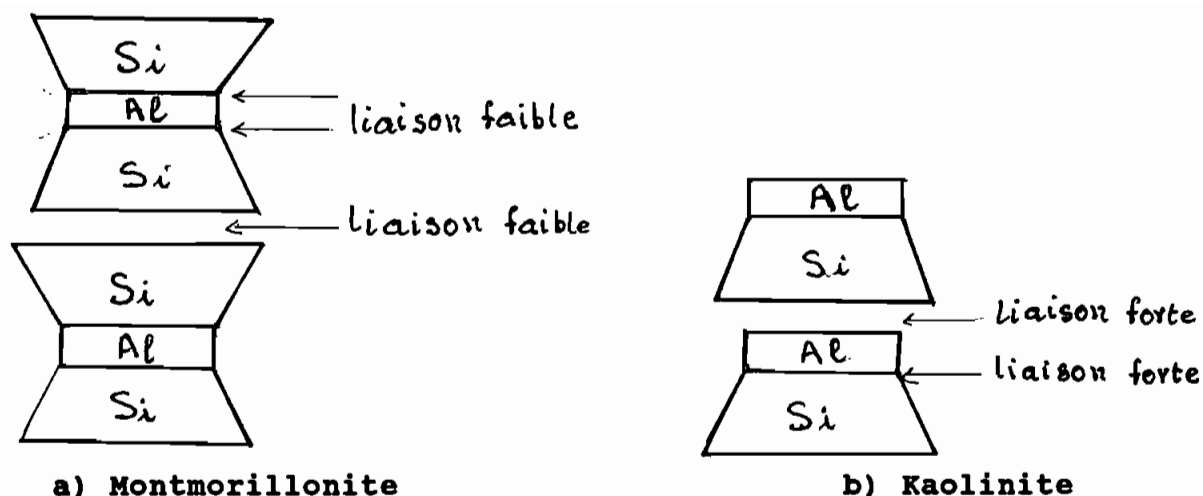 Si
Al
Si
liaison faible
liaison faible
Si
Al
Si
a) Montmorillonite
Al
Si
liaison forte
Al
liaison forte
Si
b) Kaolinite